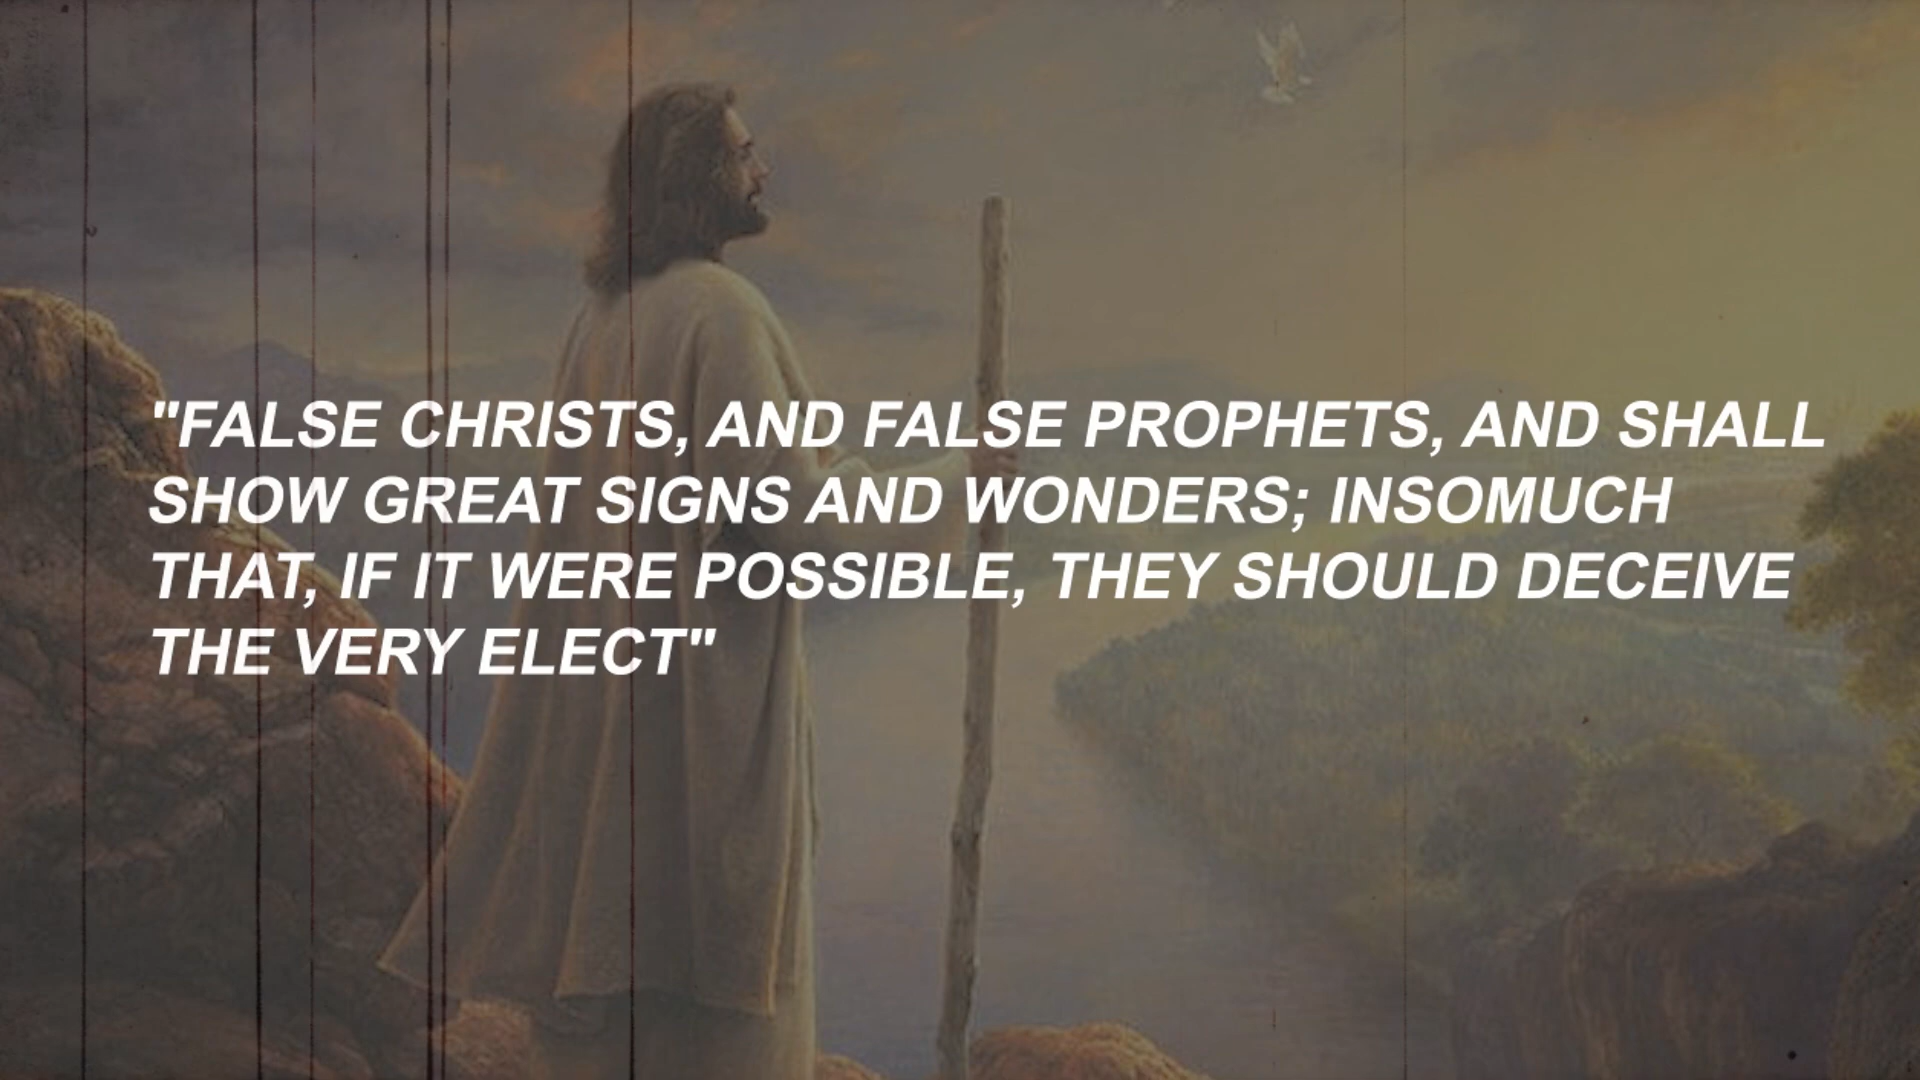 "FALSE CHRISTS, AND FALSE PROPHETS, AND SHALL
SHOW GREAT SIGNS AND WONDERS; INSOMUCH
THAT, IF IT WERE POSSIBLE, THEY SHOULD DECEIVE
THE VERY ELECT"